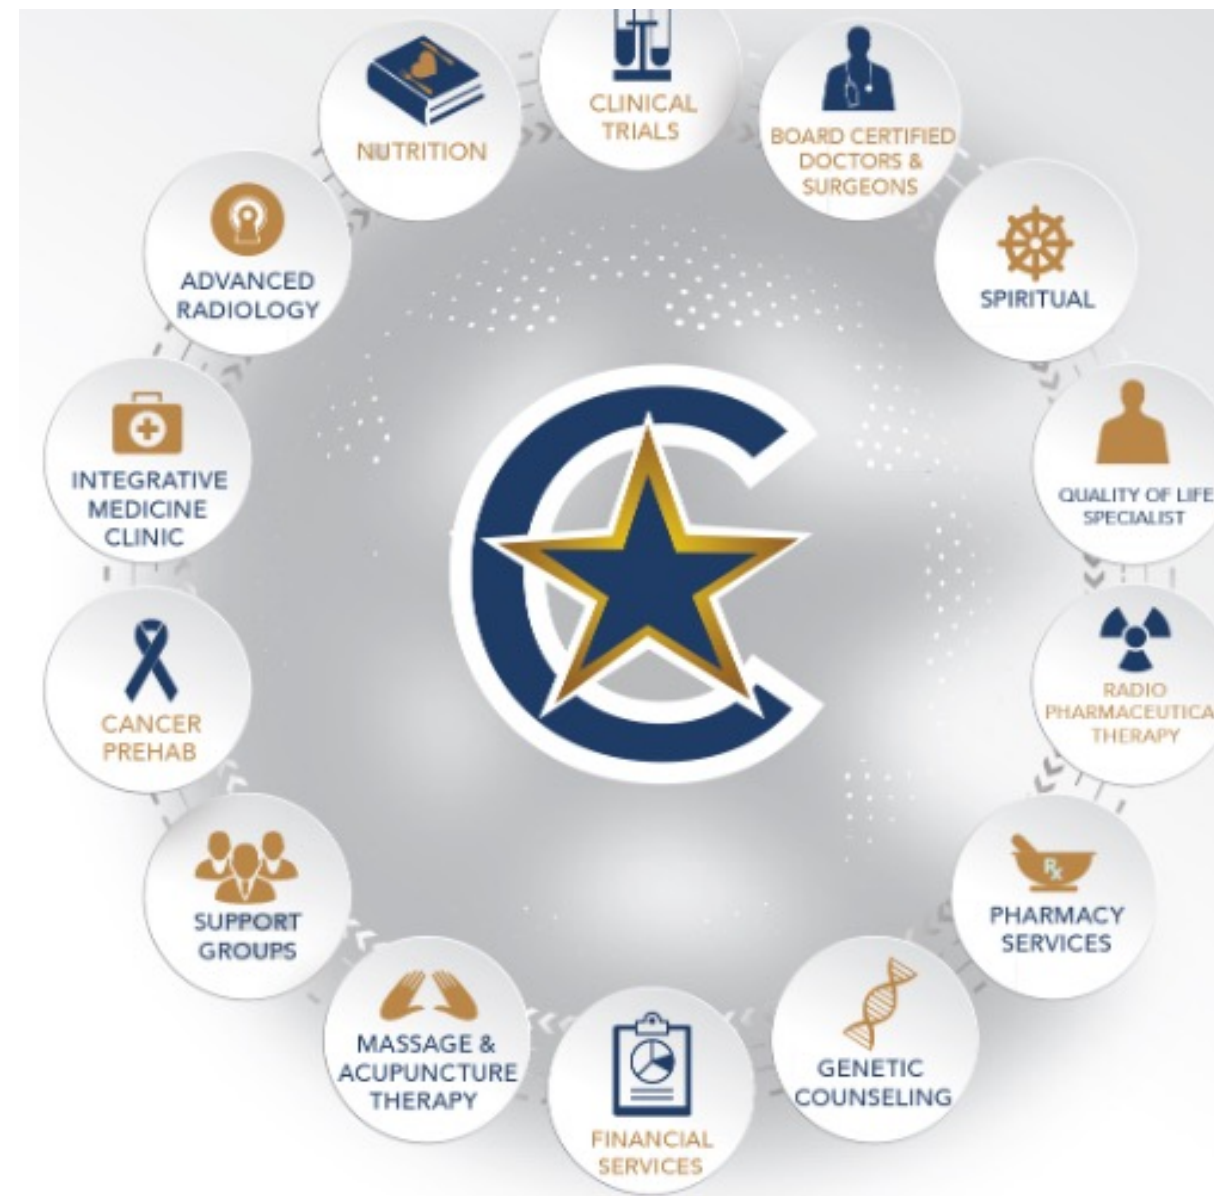 CLINICAL
TRIALS
BOARD CERTIFIED
DOCTORS &
SURGEONS
SPIRITUAL
QUALITY OF LIFE
SPECIALIST
RADIO
PHARMACEUTICA
THERAPY
PHARMACY
SERVICES
GENETIC
COUNSELING
FINANCIAL
SERVICES
MASSAGE &
ACUPUNCTURE
THERAPY
SUPPORT
GROUPS
CANCER
PREHAB
INTEGRATIVE
MEDICINE
CLINIC
ADVANCED
RADIOLOGY
NUTRITION
C
Rx